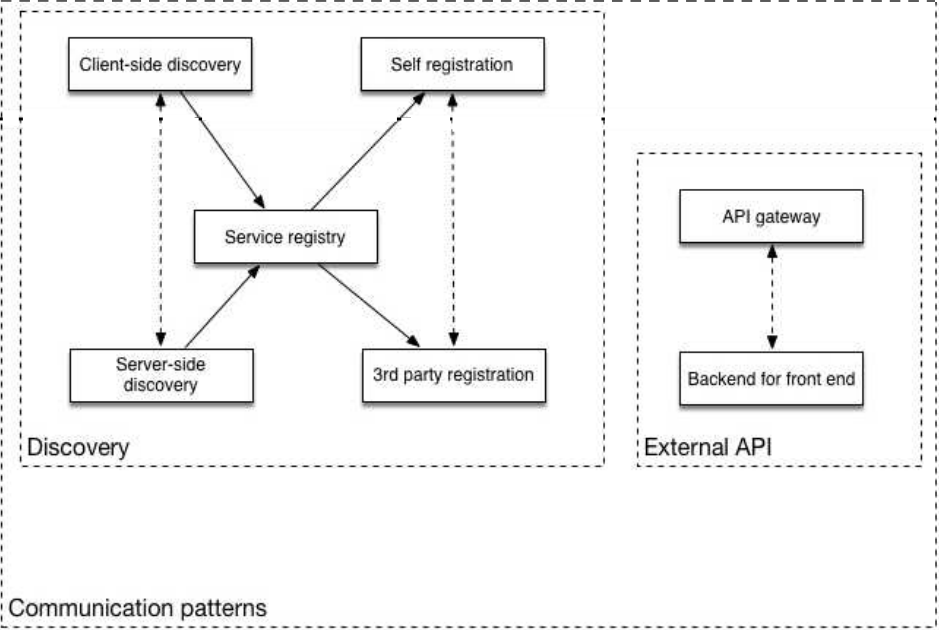 Client-side discovery
Self registration
Service registry
API gateway
Server-side
discovery
3rd party registration
Backend for front end
Discovery
External API
Communication patterns